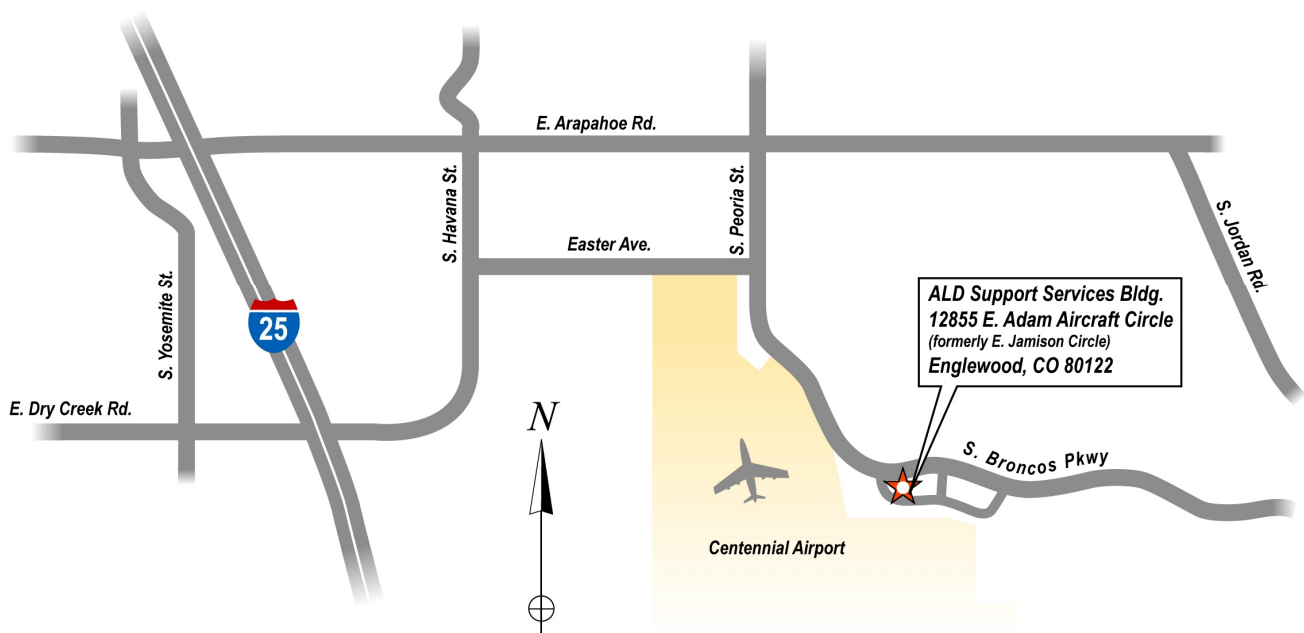 E. Arapahoe Rd.
S. Havana St.
S. Peoria St.
Easter Ave.
S. Jordan Rd.
S. Yosemite St.
25
ALD Support Services Bldg.
12855 E. Adam Aircraft Circle
(formerly E. Jamison Circle)
Englewood, CO 80122
E. Dry Creek Rd.
N
S. Broncos Pkwy
Centennial Airport